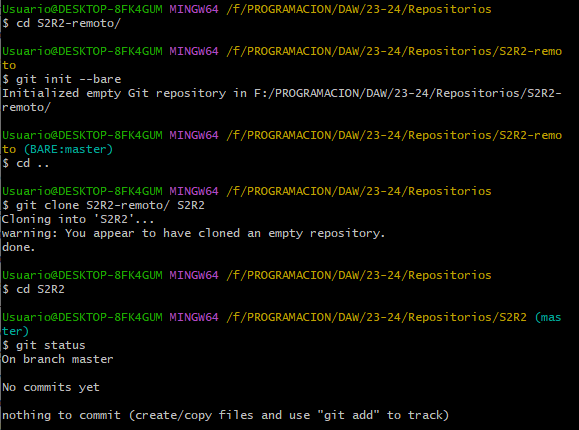 Usuario@DESKTOP-8FK4GUM MINGW64 /f/PROGRAMACION/DAW/23-24/Repositorios
$ cd S2R2-remoto/
Usuario@DESKTOP-8FK4GUM MINGW64 /f/PROGRAMACION/DAW/23-24/Repositorios/S2R2-remo
to
$ git init --bare
Initialized empty Git repository in F:/PROGRAMACION/DAW/23-24/Repositorios/S2R2-
remoto/
Usuario@DESKTOP-8FK4GUM MINGW64 /f/PROGRAMACION/DAW/23-24/Repositorios/S2R2-remo
to (BARE:master)
$ cd ..
Usuario@DESKTOP-8FK4GUM MINGW64 /f/PROGRAMACION/DAW/23-24/Repositorios
$ git clone S2R2-remoto/ S2R2
Cloning into 'S2R2'...
warning: You appear to have cloned an empty repository.
done.
Usuario@DESKTOP-8FK4GUM MINGW64 /f/PROGRAMACION/DAW/23-24/Repositorios
$ cd S2R2
Usuario@DESKTOP-8FK4GUM MINGW64 /f/PROGRAMACION/DAW/23-24/Repositorios/S2R2 (mas
ter)
$ git status
On branch master
No commits yet
nothing to commit (create/copy files and use "git add" to track)